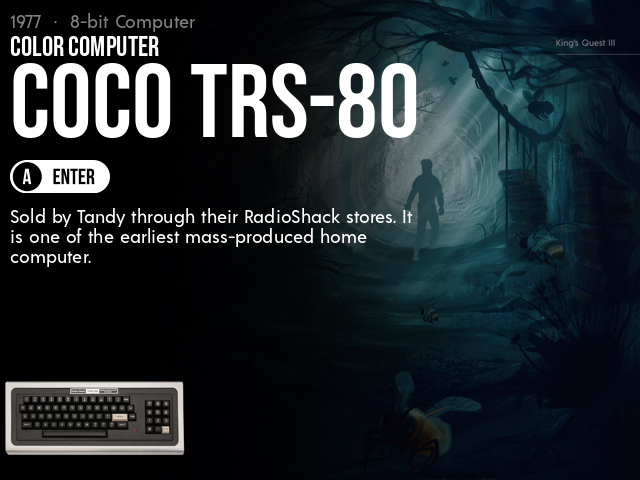 1977 · 8-bit Computer
COLOR COMPUTER
King's Quest III
COCO TRS-80
A ENTER
Sold by Tandy through their RadioShack stores. It
is one of the earliest mass-produced home
computer.